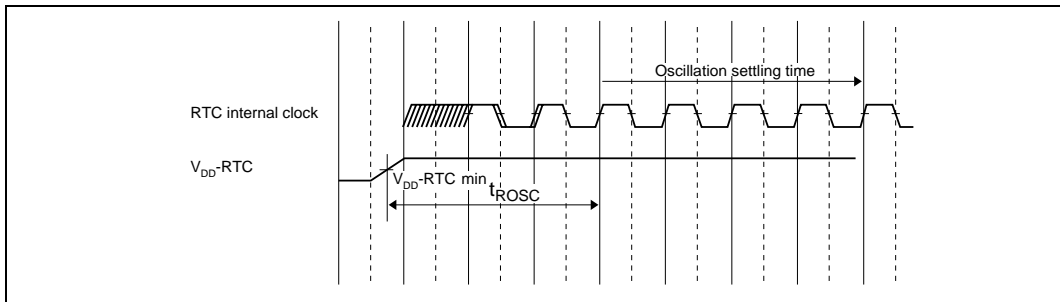 Oscillation settling time
RTC internal clock
VDD-RTC
VDD-RTC min
tROSC